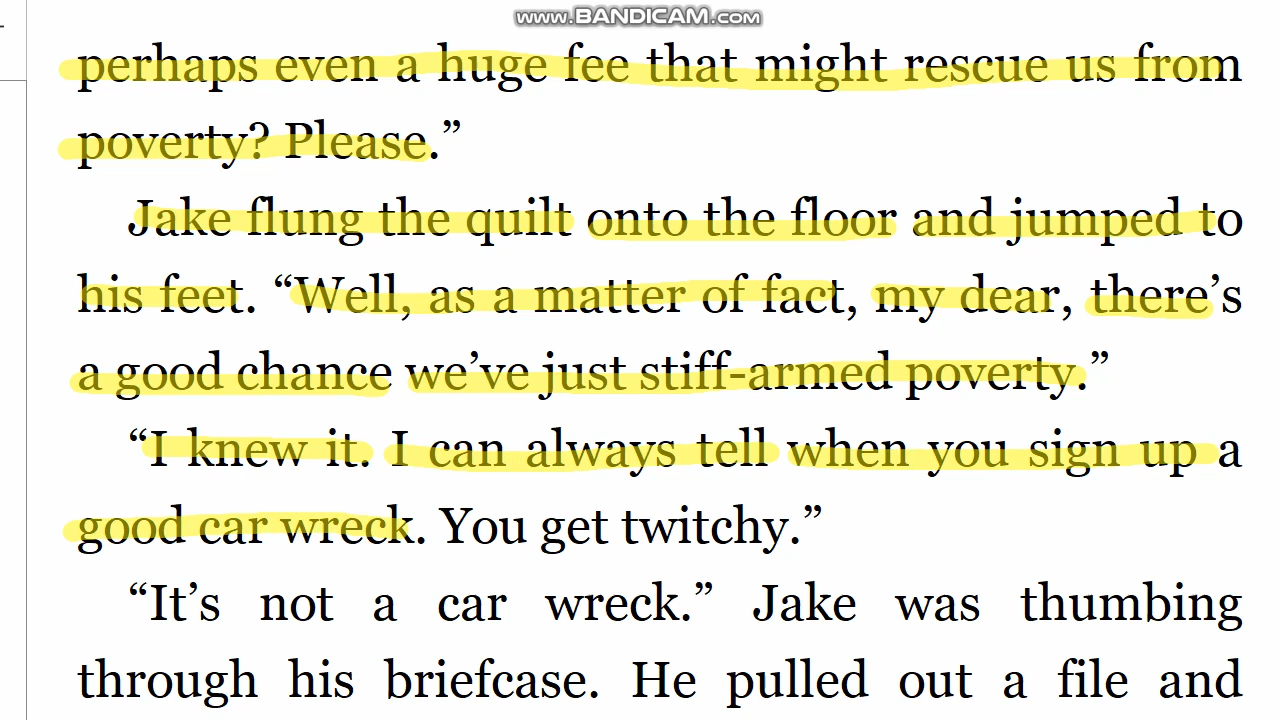 www.BANDICAM.com
perhaps even a huge fee that might rescue us from
poverty? Please.”
Jake flung the quilt onto the floor and jumped to
his feet. “Well, as a matter of fact, my dear, there’s
a good chance we’ve just stiff-armed poverty.”
“I knew it. I can always tell when you sign up a
good car wreck. You get twitchy.”
“It’s not a car wreck.” Jake was thumbing
through his briefcase. He pulled out a file and